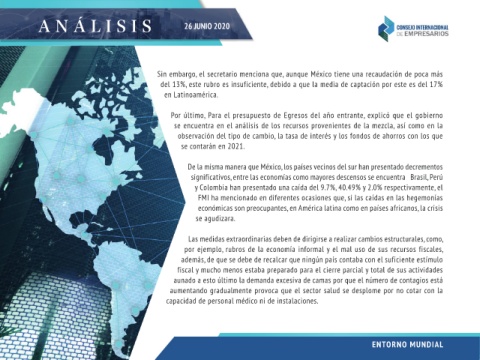 ANÁLISIS
26 JUNIO 2020
CONSEJO INTERNACIONAL
DE EMPRESARIOS
Sin embargo, el secretario menciona que, aunque México tiene una recaudación de poca más
del 13%, este rubro es insuficiente, debido a que la media de captación por este es del 17%
en Latinoamérica.
Por último, Para el presupuesto de Egresos del año entrante, explicó que el gobierno
se encuentra en el análisis de los recursos provenientes de la mezcla, así como en la
observación del tipo de cambio, la tasa de interés y los fondos de ahorros con los que
se contarán en 2021.
De la misma manera que México, los países vecinos del sur han presentado decrementos
significativos, entre las economías como mayores descensos se encuentra Brasil, Perú
y Colombia han presentado una caída del 9.7%, 40.49% y 2.0% respectivamente, el
FMI ha mencionado en diferentes ocasiones que, si las caídas en las hegemonías
económicas son preocupantes, en América latina como en países africanos, la crisis
se agudizara.
Las medidas extraordinarias deben de dirigirse a realizar cambios estructurales, como,
por ejemplo, rubros de la economía informal y el mal uso de sus recursos fiscales,
además, de que se debe de recalcar que ningún país contaba con el suficiente estímulo
fiscal y mucho menos estaba preparado para el cierre parcial y total de sus actividades
aunado a esto último la demanda excesiva de camas por que el número de contagios está
aumentando gradualmente provoca que el sector salud se desplome por no cotar con la
capacidad de personal médico ni de instalaciones.
ENTORNO MUNDIAL